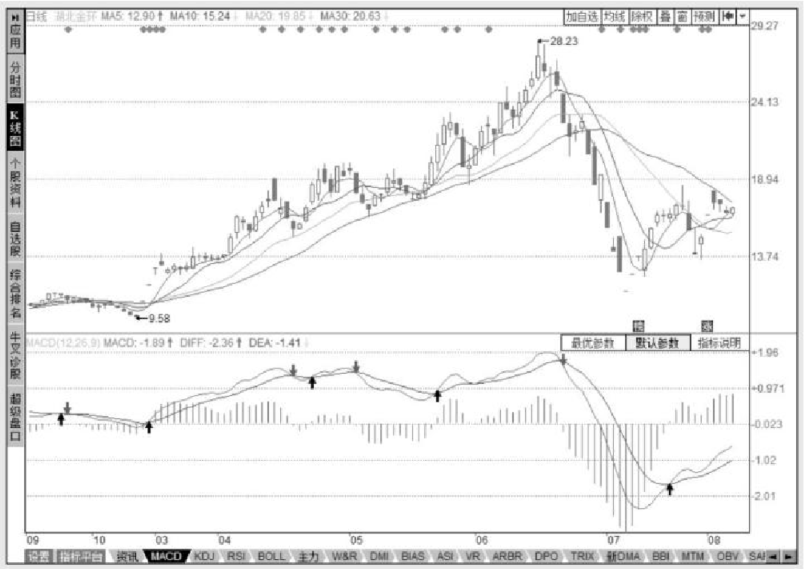 日线 湖北金环 MA5: 12.90↑ MA10: 15.24↓ MA20: 19.85↓ MA30: 20.63↓
加自选 均线 除权 叠 窗 预测
应用
分时图
K线图
个股资料
自选股
综合排名
牛叉诊股
超级盘口
29.27
28.23
24.13
18.94
13.74
9.58
MACD(12,26,9) MACD: -1.89↑ DIFF: -2.36↑ DEA: -1.41↓
最优参数 默认参数 指标说明
+1.96
+0.971
-0.023
-1.02
-2.01
09 10 03 04 05 06 07 08
设置 指标平台 资讯 MACD KDJ RSI BOLL 主力 W&R DMI BIAS ASI VR ARBR DPO TRIX 新DMA BBI MTM OBV SAR